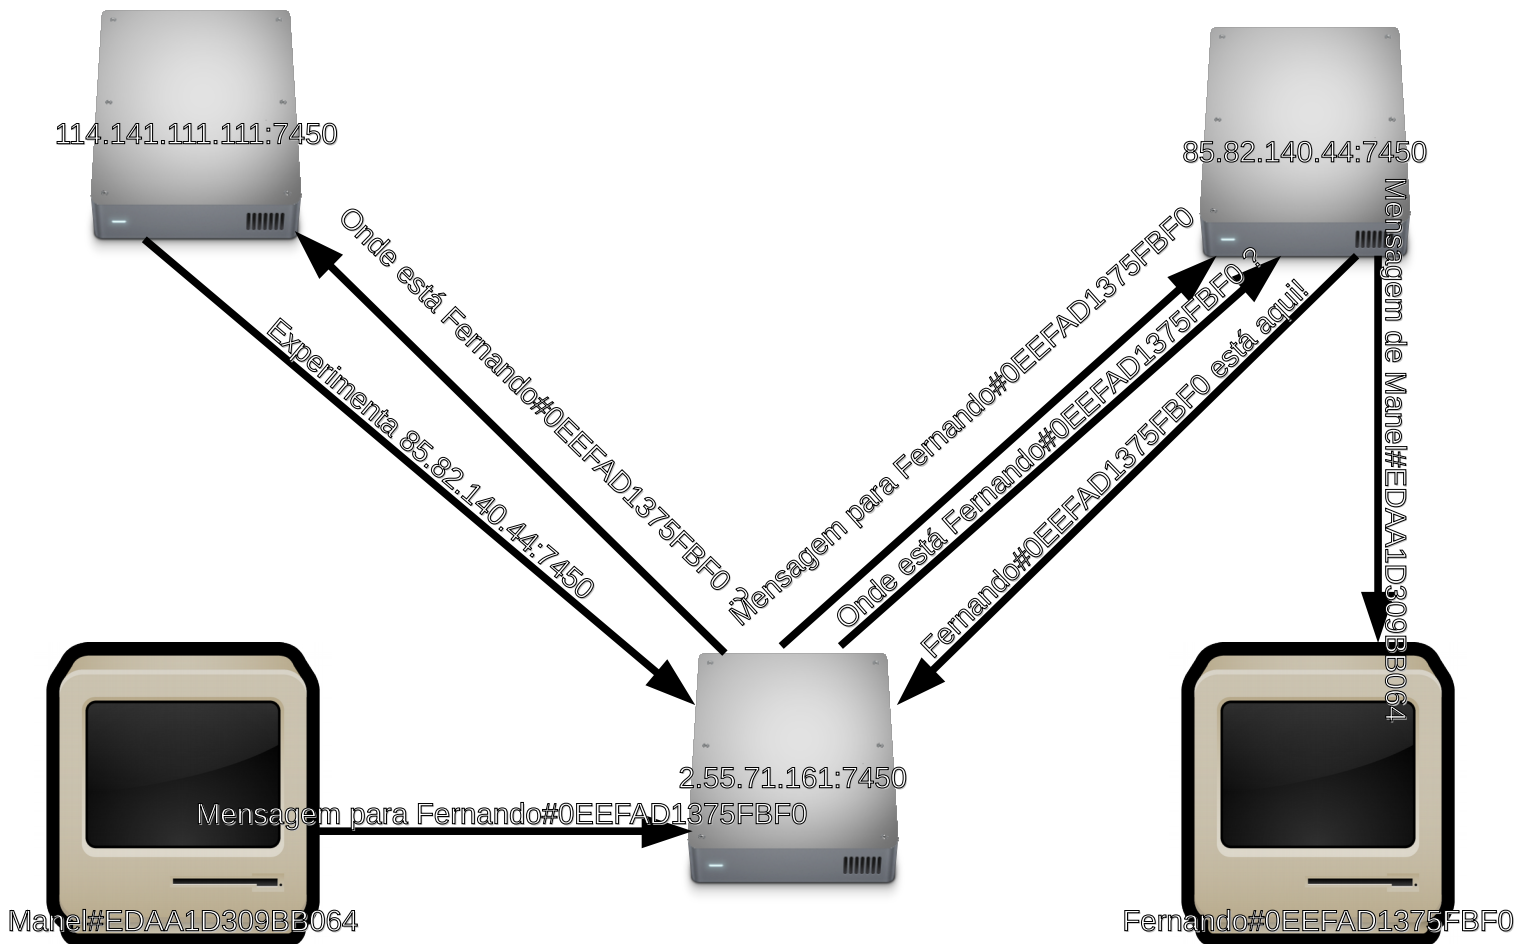 114.141.111.111:7450
85.82.140.44:7450
Onde está Fernando#0EEFAD1375FBF0 ?
Experimenta 85.82.140.44:7450
Mensagem para Fernando#0EEFAD1375FBF0
Onde está Fernando#0EEFAD1375FBF0 ?
Fernando#0EEFAD1375FBF0 está aqui!
Mensagem de Manel#EDAA1D309BB064
2.55.71.161:7450
Mensagem para Fernando#0EEFAD1375FBF0
Manel#EDAA1D309BB064
Fernando#0EEFAD1375FBF0